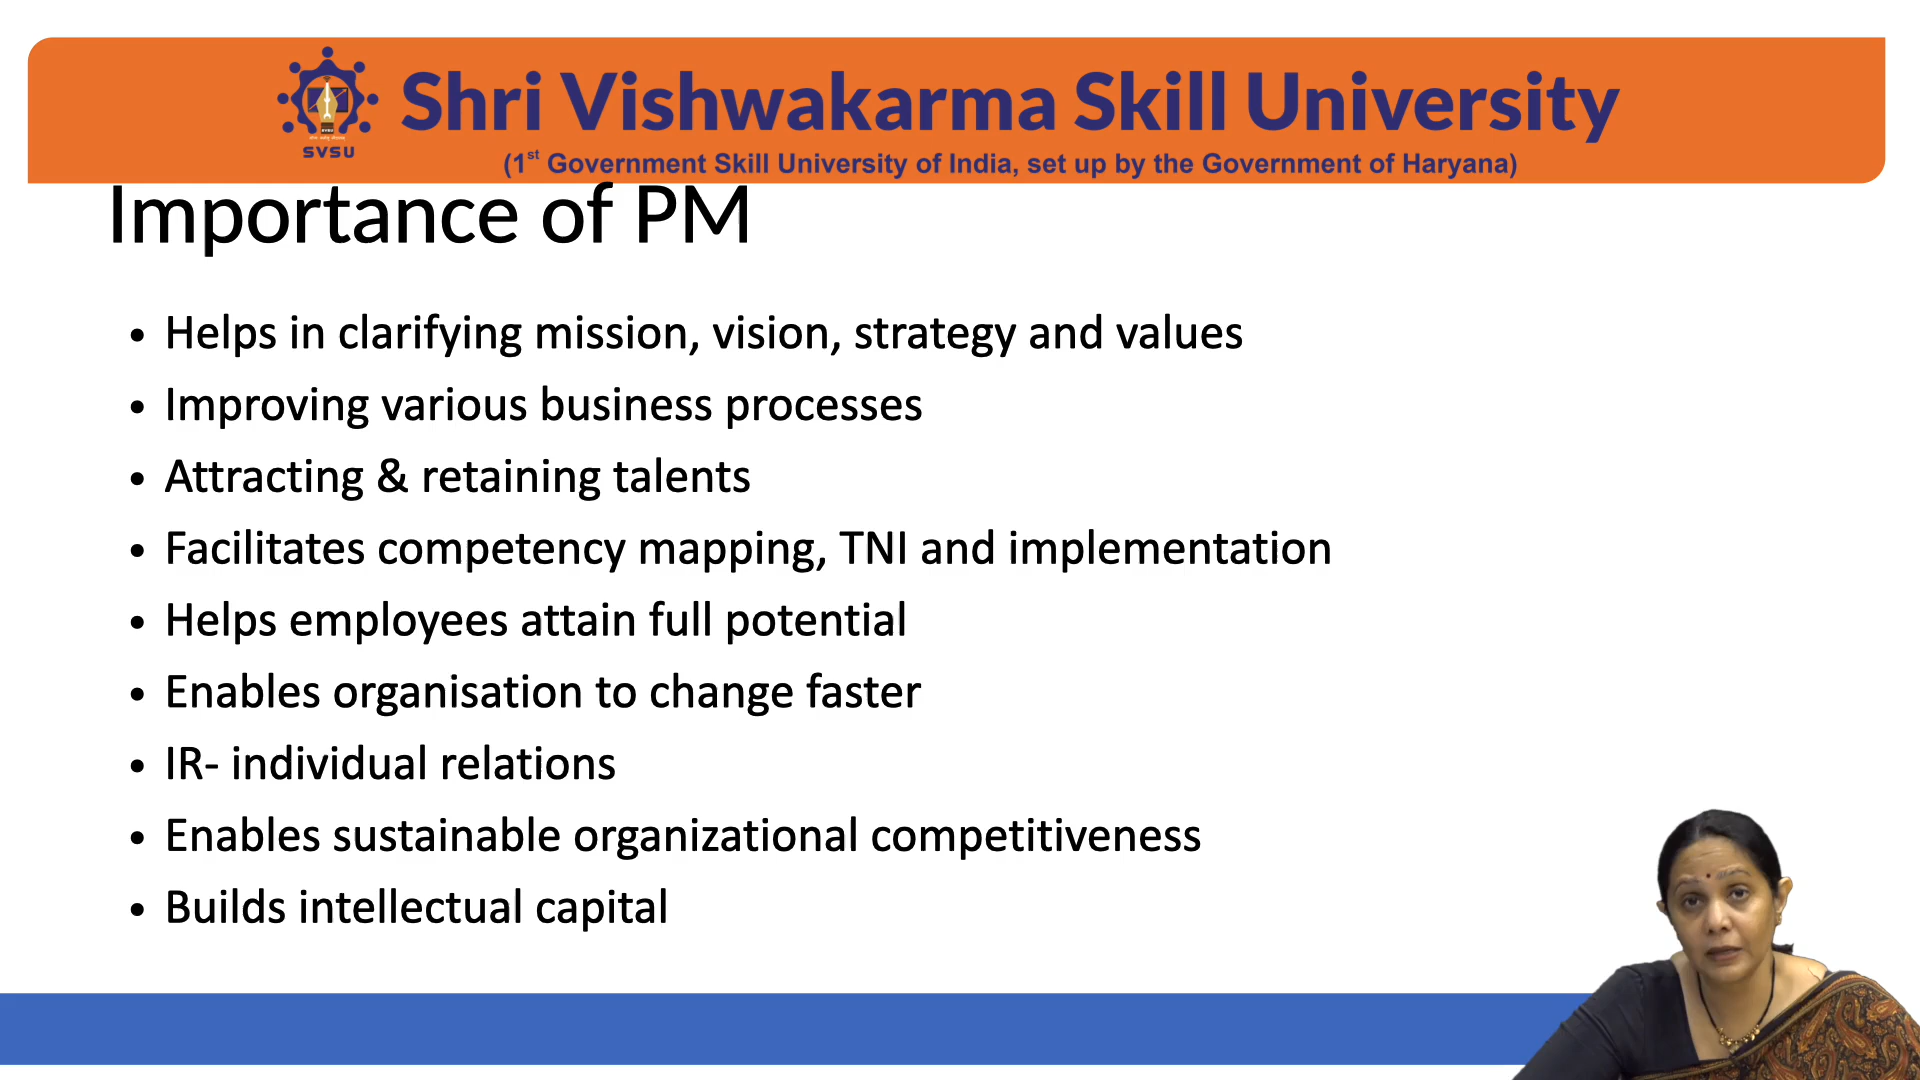 SVSU
Shri Vishwakarma Skill University
(1st Government Skill University of India, set up by the Government of Haryana)
Importance of PM
• Helps in clarifying mission, vision, strategy and values
• Improving various business processes
• Attracting & retaining talents
• Facilitates competency mapping, TNI and implementation
• Helps employees attain full potential
• Enables organisation to change faster
• IR- individual relations
• Enables sustainable organizational competitiveness
• Builds intellectual capital